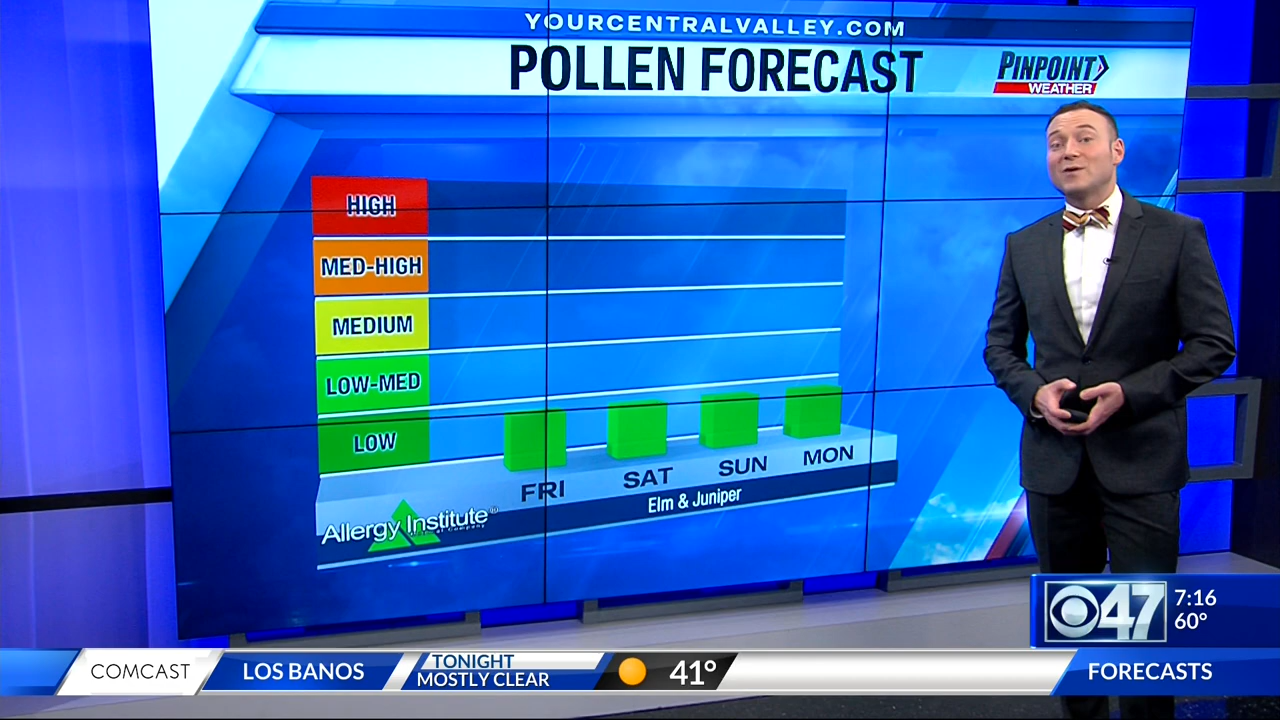 YOURCENTRALVALLEY.COM
POLLEN FORECAST
PINPOINT
WEATHER
HIGH
MED-HIGH
MEDIUM
LOW-MED
LOW
FRI SAT SUN MON
Elm & Juniper
Allergy Institute®
47
7:16
60°
COMCAST
LOS BANOS
TONIGHT
MOSTLY CLEAR
41°
FORECASTS